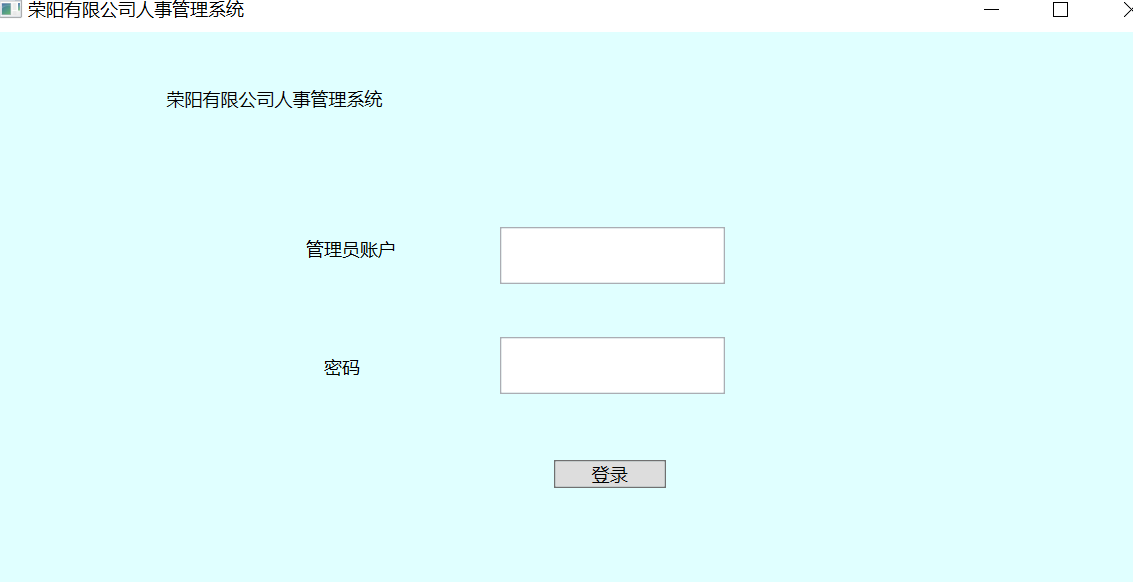 荣阳有限公司人事管理系统
荣阳有限公司人事管理系统
管理员账户
密码
登录